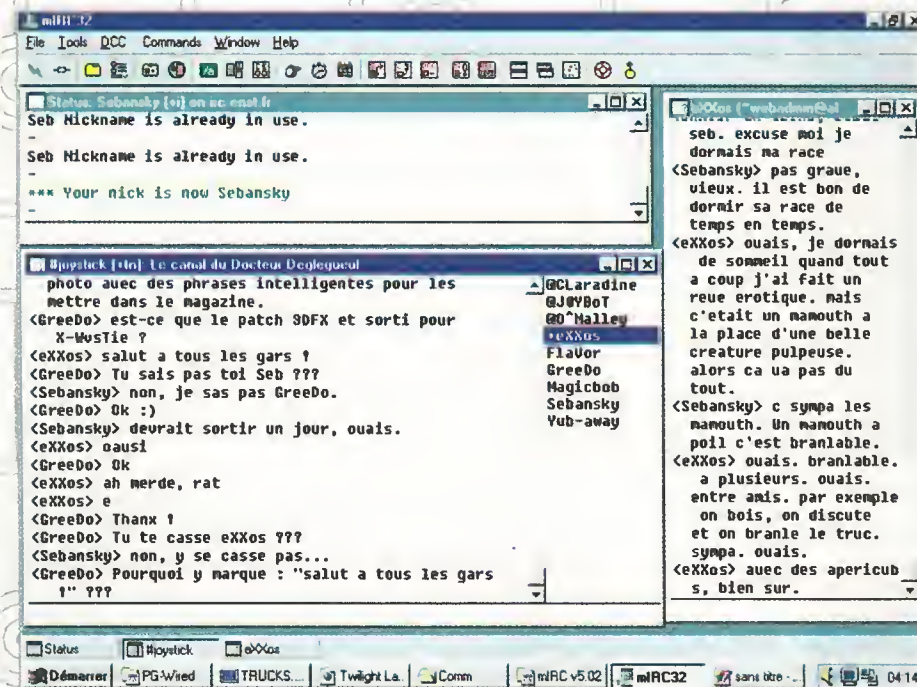 mIRC32
File Tools DCC Commands Window Help
Status: Sebansky [+i] on irc.enst.fr
Seb Nickname is already in use.
-
Seb Nickname is already in use.
-
*** Your nick is now Sebansky
-
#joystick [+tn]: Le canal du Docteur Deglegueul
photo avec des phrases intelligentes pour les
mettre dans le magazine.
<GreeDo> est-ce que le patch 3DFX et sorti pour
X-WvsTie ?
<eXXos> salut a tous les gars !
<GreeDo> Tu sais pas toi Seb ???
<Sebansky> non, je sas pas GreeDo.
<GreeDo> Ok :)
<Sebansky> devrait sortir un jour, ouais.
<eXXos> oausi
<GreeDo> Ok
<eXXos> ah merde, rat
<eXXos> e
<GreeDo> Thanx !
<GreeDo> Tu te casse eXXos ???
<Sebansky> non, y se casse pas...
<GreeDo> Pourquoi y marque : "salut a tous les gars
!" ???
@CLaradine
@J0YBoT
@O^Malley
+eXXos
FlaVor
GreeDo
Magicbob
Sebansky
Yub-away
eXXos (~webadmm@al
seb. excuse moi je
dormais ma race
<Sebansky> pas grave,
vieux. il est bon de
dormir sa race de
temps en temps.
<eXXos> ouais, je dormais
de sommeil quand tout
a coup j'ai fait un
reve erotique. mais
c'etait un mamouth a
la place d'une belle
creature pulpeuse.
alors ca va pas du
tout.
<Sebansky> c sympa les
mamouth. Un mamouth a
poil c'est branlable.
<eXXos> ouais. branlable.
a plusieurs. ouais.
entre amis. par exemple
on bois, on discute
et on branle le truc.
sympa. ouais.
<eXXos> avec des apericub
s, bien sur.
Status #joystick eXXos
Démarrer PG-Wired TRUCKS... Twilight La... Comm mIRC v5.02 mIRC32 sans titre -... 04:14